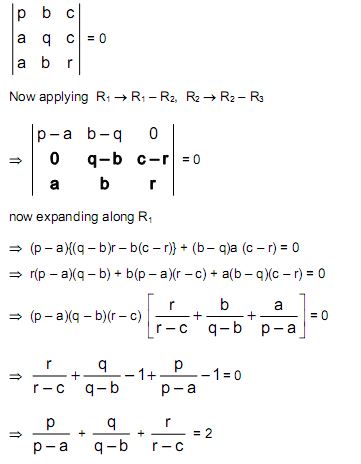 |p b c|
|a q c| = 0
|a b r|
Now applying R₁ → R₁ – R₂, R₂ → R₂ – R₃
⇒ |p – a b – q 0|
|0 q – b c – r| = 0
|a b r|
now expanding along R₁
⇒ (p – a){(q – b)r – b(c – r)} + (b – q)a (c – r) = 0
⇒ r(p – a)(q – b) + b(p – a)(r – c) + a(b – q)(c – r) = 0
⇒ (p – a)(q – b)(r – c) [r/(r – c) + b/(q – b) + a/(p – a)] = 0
⇒ r/(r – c) + q/(q – b) – 1 + p/(p – a) – 1 = 0
⇒ p/(p – a) + q/(q – b) + r/(r – c) = 2